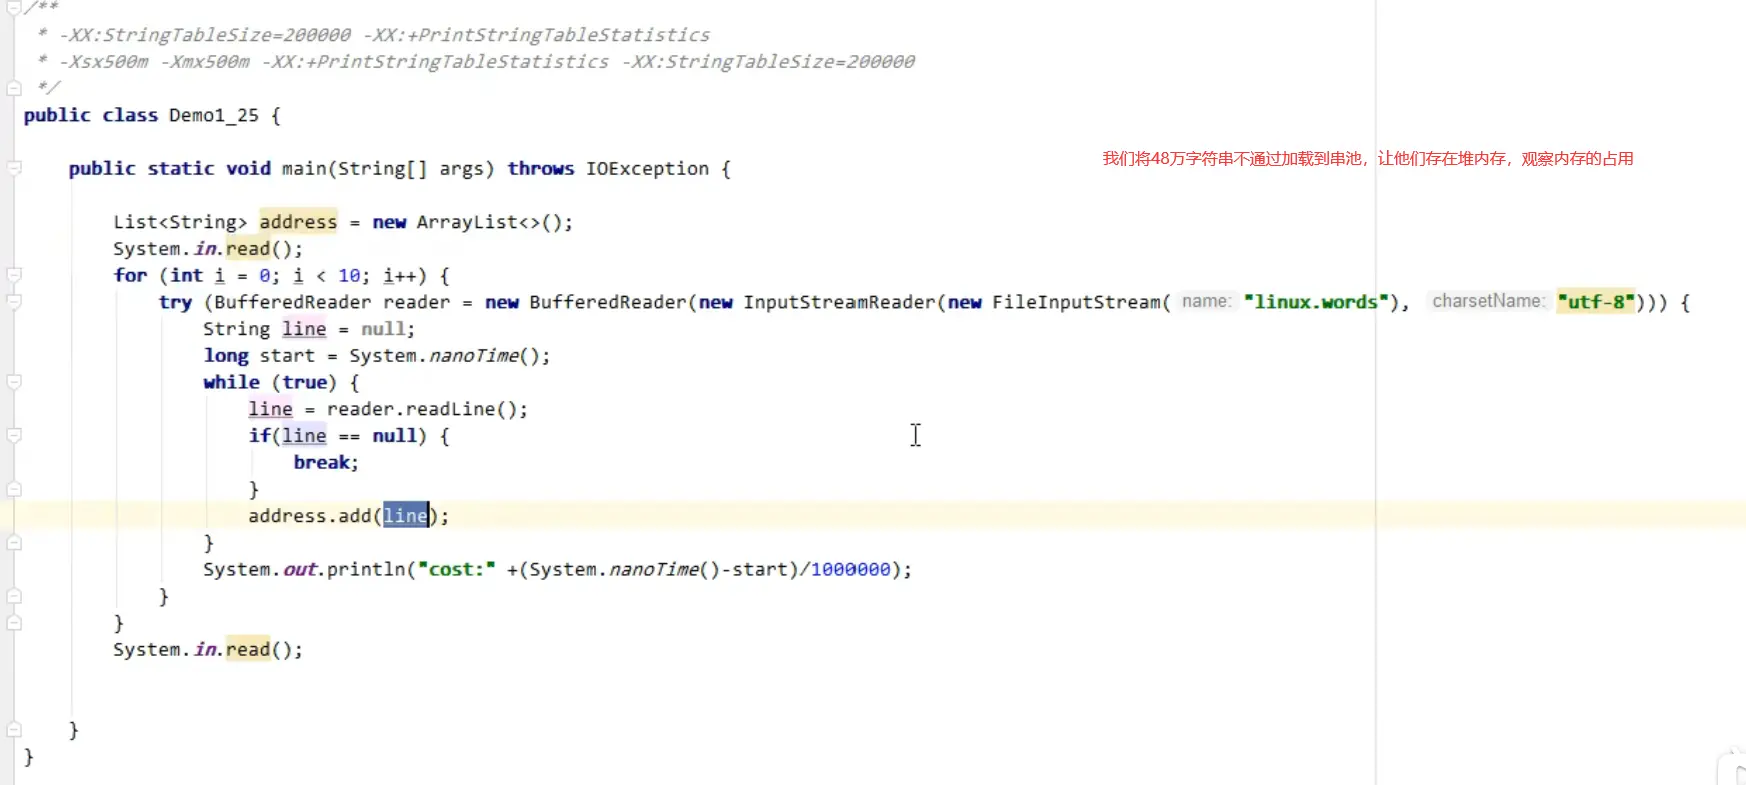 /**
 * -XX:StringTableSize=200000 -XX:+PrintStringTableStatistics
 * -Xsx500m -Xmx500m -XX:+PrintStringTableStatistics -XX:StringTableSize=200000
 */
public class Demo1_25 {
我们将48万字符串不通过加载到串池，让他们存在堆内存，观察内存的占用
    public static void main(String[] args) throws IOException {
        List<String> address = new ArrayList<>();
        System.in.read();
        for (int i = 0; i < 10; i++) {
            try (BufferedReader reader = new BufferedReader(new InputStreamReader(new FileInputStream( name: "linux.words"), charsetName: "utf-8"))) {
                String line = null;
                long start = System.nanoTime();
                while (true) {
                    line = reader.readLine();
                    if(line == null) {
                        break;
                    }
                    address.add(line);
                }
                System.out.println("cost:" +(System.nanoTime()-start)/1000000);
            }
        }
        System.in.read();
    }
}